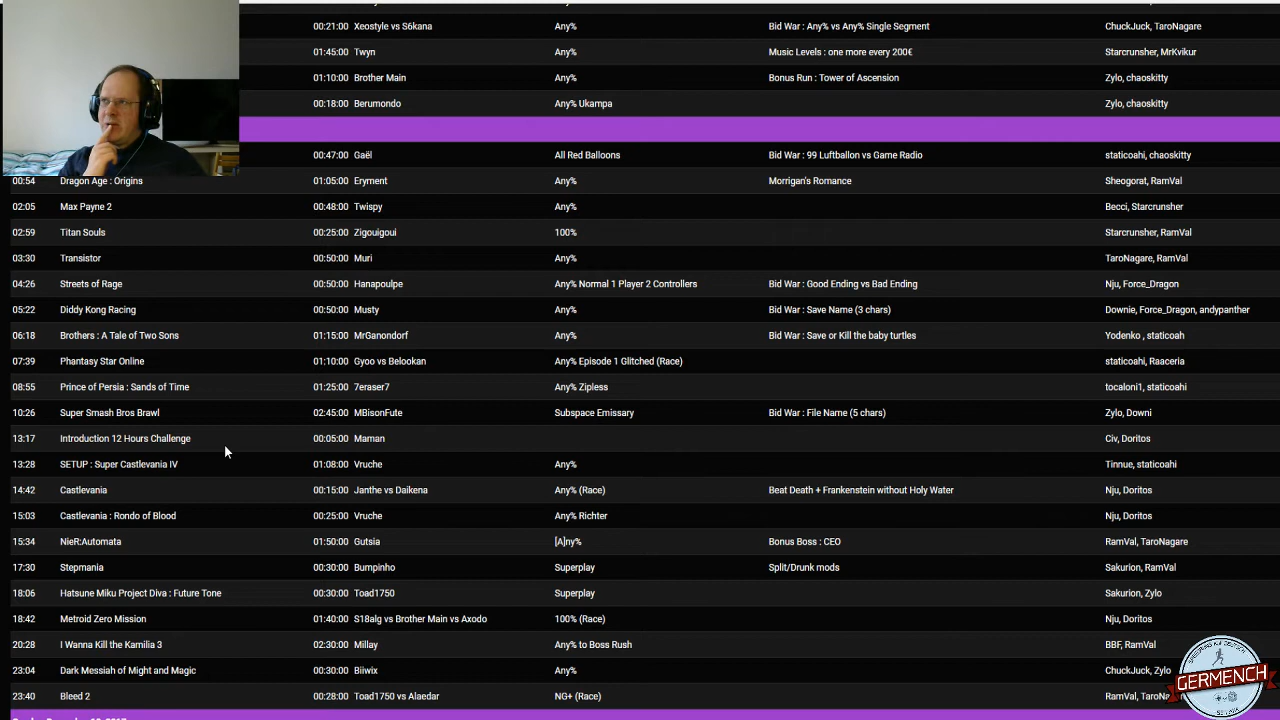 00:21:00 Xeostyle vs S6kana Any% Bid War : Any% vs Any% Single Segment ChuckJuck, TaroNagare
01:45:00 Twyn Any% Music Levels : one more every 200€ Starcrunsher, MrKvikur
01:10:00 Brother Main Any% Bonus Run : Tower of Ascension Zylo, chaoskitty
00:18:00 Berumondo Any% Ukampa Zylo, chaoskitty
00:47:00 Gaël All Red Balloons Bid War : 99 Luftballon vs Game Radio staticoahi, chaoskitty
00:54 Dragon Age : Origins 01:05:00 Eryment Any% Morrigan's Romance Sheogorat, RamVal
02:05 Max Payne 2 00:48:00 Twispy Any% Becci, Starcrunsher
02:59 Titan Souls 00:25:00 Zigouigoui 100% Starcrunsher, RamVal
03:30 Transistor 00:50:00 Muri Any% TaroNagare, RamVal
04:26 Streets of Rage 00:50:00 Hanapoulpe Any% Normal 1 Player 2 Controllers Bid War : Good Ending vs Bad Ending Nju, Force_Dragon
05:22 Diddy Kong Racing 00:50:00 Musty Any% Bid War : Save Name (3 chars) Downie, Force_Dragon, andypanther
06:18 Brothers : A Tale of Two Sons 01:15:00 MrGanondorf Any% Bid War : Save or Kill the baby turtles Yodenko , staticoah
07:39 Phantasy Star Online 01:10:00 Gyoo vs Belookan Any% Episode 1 Glitched (Race) staticoahi, Raaceria
08:55 Prince of Persia : Sands of Time 01:25:00 7eraser7 Any% Zipless tocaloni1, staticoahi
10:26 Super Smash Bros Brawl 02:45:00 MBisonFute Subspace Emissary Bid War : File Name (5 chars) Zylo, Downi
13:17 Introduction 12 Hours Challenge 00:05:00 Maman Civ, Doritos
13:28 SETUP : Super Castlevania IV 01:08:00 Vruche Any% Tinnue, staticoahi
14:42 Castlevania 00:15:00 Janthe vs Daikena Any% (Race) Beat Death + Frankenstein without Holy Water Nju, Doritos
15:03 Castlevania : Rondo of Blood 00:25:00 Vruche Any% Richter Nju, Doritos
15:34 NieR:Automata 01:50:00 Gutsia [A]ny% Bonus Boss : CEO RamVal, TaroNagare
17:30 Stepmania 00:30:00 Bumpinho Superplay Split/Drunk mods Sakurion, RamVal
18:06 Hatsune Miku Project Diva : Future Tone 00:30:00 Toad1750 Superplay Sakurion, Zylo
18:42 Metroid Zero Mission 01:40:00 S18alg vs Brother Main vs Axodo 100% (Race) Nju, Doritos
20:28 I Wanna Kill the Kamilia 3 02:30:00 Millay Any% to Boss Rush BBF, RamVal
23:04 Dark Messiah of Might and Magic 00:30:00 Biiwix Any% ChuckJuck, Zylo
23:40 Bleed 2 00:28:00 Toad1750 vs Alaedar NG+ (Race) RamVal,
GERMENCH